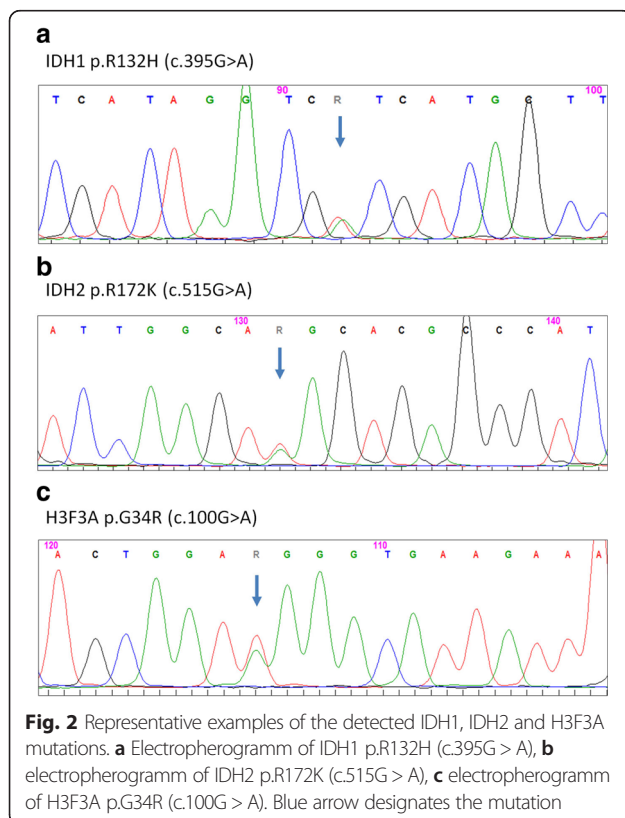 a
IDH1 p.R132H (c.395G>A)
90 100
T C A T A G G T C R T C A T G C T T
b
IDH2 p.R172K (c.515G>A)
130 140
A T T G G C A R G C A C G C C C A T
c
H3F3A p.G34R (c.100G>A)
120 110
A C T G G A R G G G T G A A G A A A
Fig. 2 Representative examples of the detected IDH1, IDH2 and H3F3A
mutations. a Electropherogramm of IDH1 p.R132H (c.395G > A), b
electropherogramm of IDH2 p.R172K (c.515G > A), c electropherogramm
of H3F3A p.G34R (c.100G > A). Blue arrow designates the mutation